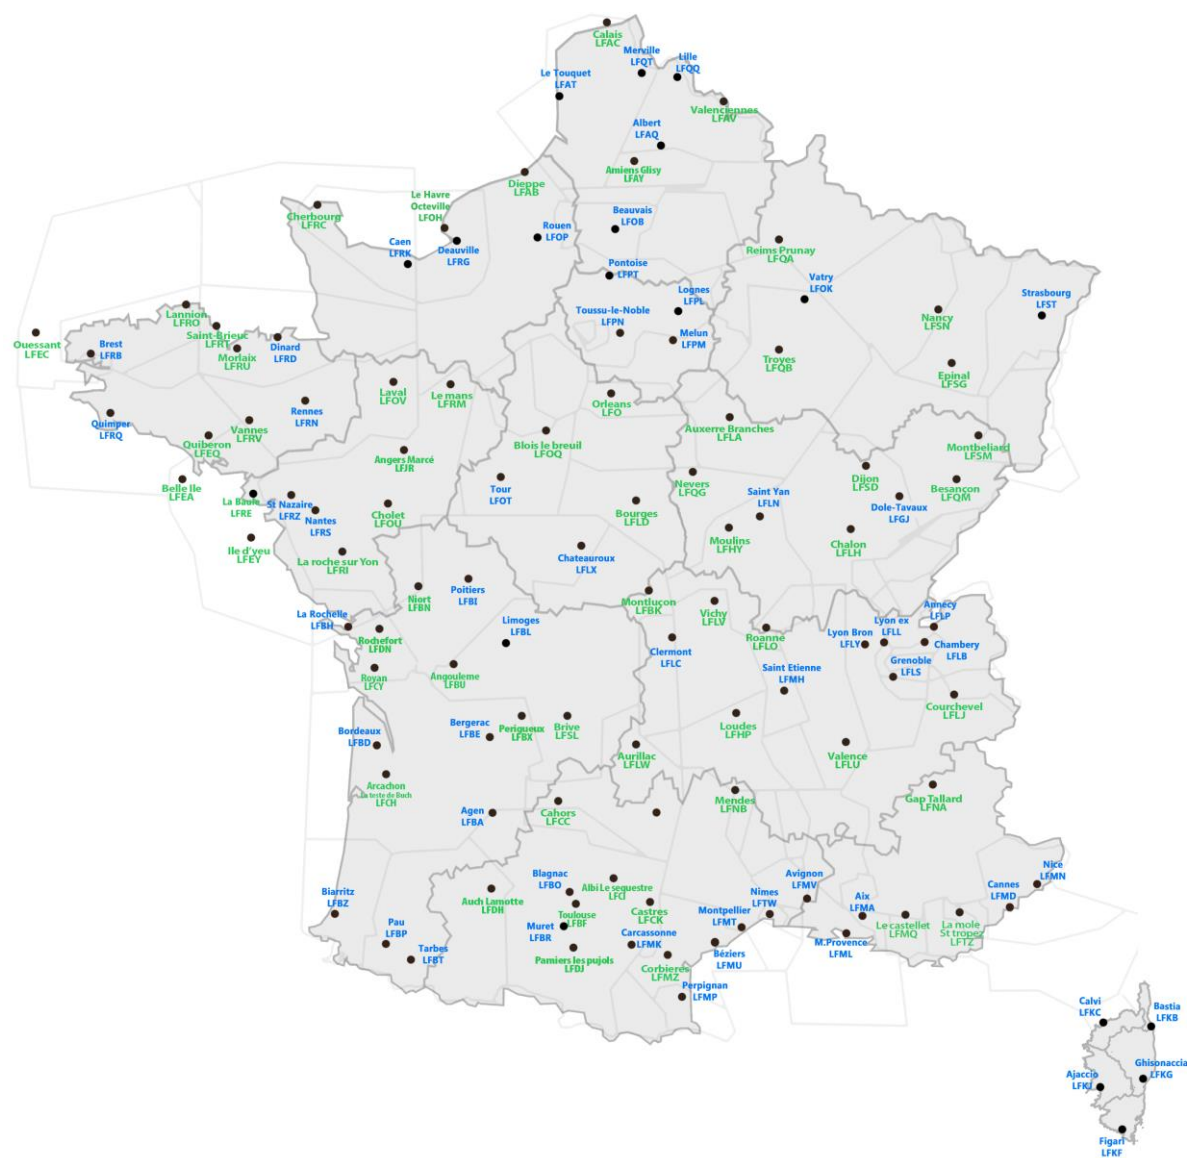 Calais
LFAC
Merville
LFQT
Lille
LFQQ
Le Touquet
LFAT
Valenciennes
LFAV
Albert
LFAQ
Amiens Glisy
LFAY
Dieppe
LFAB
Le Havre
Octeville
LFOH
Cherbourg
LFRC
Caen
LFRK
Deauville
LFRG
Rouen
LFOP
Beauvais
LFOB
Pontoise
LFPT
Reims Prunay
LFQA
Vatry
LFOK
Strasbourg
LFST
Nancy
LFSN
Lognes
LFPL
Toussu-le-Noble
LFPN
Melun
LFPM
Troyes
LFQB
Epinal
LFSG
Lannion
LFRO
Saint-Brieuc
LFRT
Morlaix
LFRU
Dinard
LFRD
Ouessant
LFEC
Brest
LFRB
Quimper
LFRQ
Rennes
LFRN
Vannes
LFRV
Quiberon
LFEQ
Belle Ile
LFEA
Laval
LFOV
Le mans
LFRM
Orleans
LFO
Blois le breuil
LFOQ
Auxerre Branches
LFLA
Montbeliard
LFSM
Angers Marcé
LFJR
La Baule
LFRE
St Nazaire
LFRZ
Nantes
LFRS
Cholet
LFOU
Tour
LFOT
Bourges
LFLD
Nevers
LFQG
Saint Yan
LFLN
Moulins
LFHY
Dijon
LFSD
Dole-Tavaux
LFGJ
Besançon
LFQM
Chalon
LFLH
Ile d'yeu
LFEY
La roche sur Yon
LFRI
Chateauroux
LFLX
Niort
LFBN
Poitiers
LFBI
La Rochelle
LFBH
Rochefort
LFDN
Royan
LFCY
Limoges
LFBL
Angouleme
LFBU
Montluçon
LFBK
Vichy
LFLV
Clermont
LFLC
Roanne
LFLO
Lyon Bron
LFLY
Lyon ex
LFLL
Annecy
LFLP
Chambery
LFLB
Grenoble
LFLS
Saint Etienne
LFMH
Courchevel
LFLJ
Loudes
LFHP
Valence
LFLU
Bordeaux
LFBD
Bergerac
LFBE
Perigueux
LFBX
Brive
LFSL
Aurillac
LFLW
Arcachon
La teste de Buch
LFCH
Agen
LFBA
Cahors
LFCC
Mendes
LFNB
Gap Tallard
LFNA
Biarritz
LFBZ
Pau
LFBP
Tarbes
LFBT
Auch Lamotte
LFDH
Blagnac
LFBO
Toulouse
LFBF
Muret
LFBR
Albi Le sequestre
LFCI
Castres
LFCK
Carcassonne
LFMK
Pamiers les pujols
LFDJ
Corbieres
LFMZ
Perpignan
LFMP
Béziers
LFMU
Montpellier
LFMT
Nimes
LFTW
Avignon
LFMV
Aix
LFMA
M.Provence
LFML
Le castellet
LFMQ
La mole
St tropez
LFTZ
Cannes
LFMD
Nice
LFMN
Calvi
LFKC
Bastia
LFKB
Ajaccio
LFKJ
Ghisonaccia
LFKG
Figari
LFKF